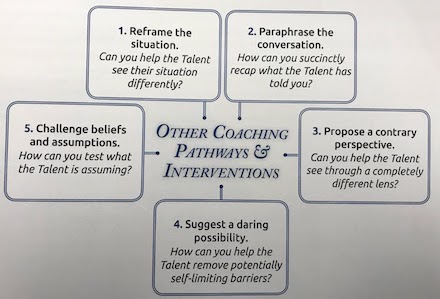 1. Reframe the
situation.
Can you help the Talent
see their situation
differently?
2. Paraphrase the
conversation.
How can you succinctly
recap what the Talent has
told you?
5. Challenge beliefs
and assumptions.
How can you test what
the Talent is assuming?
OTHER COACHING
PATHWAYS &
INTERVENTIONS
3. Propose a contrary
perspective.
Can you help the Talent
see through a completely
different lens?
4. Suggest a daring
possibility.
How can you help the
Talent remove potentially
self-limiting barriers?